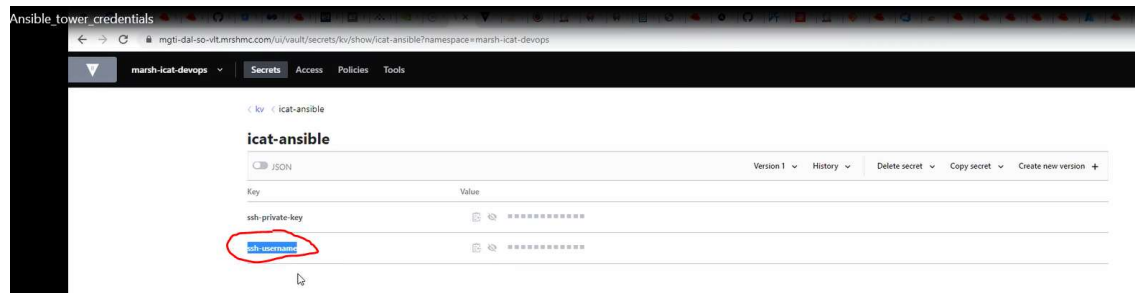 Ansible_tower_credentials
mgti-dal-so-vlt.mrshmc.com/ui/vault/secrets/kv/show/icat-ansible?namespace=marsh-icat-devops
marsh-icat-devops Secrets Access Policies Tools
< kv < icat-ansible
icat-ansible
JSON Version 1 History Delete secret Copy secret Create new version +
Key Value
ssh-private-key
ssh-username